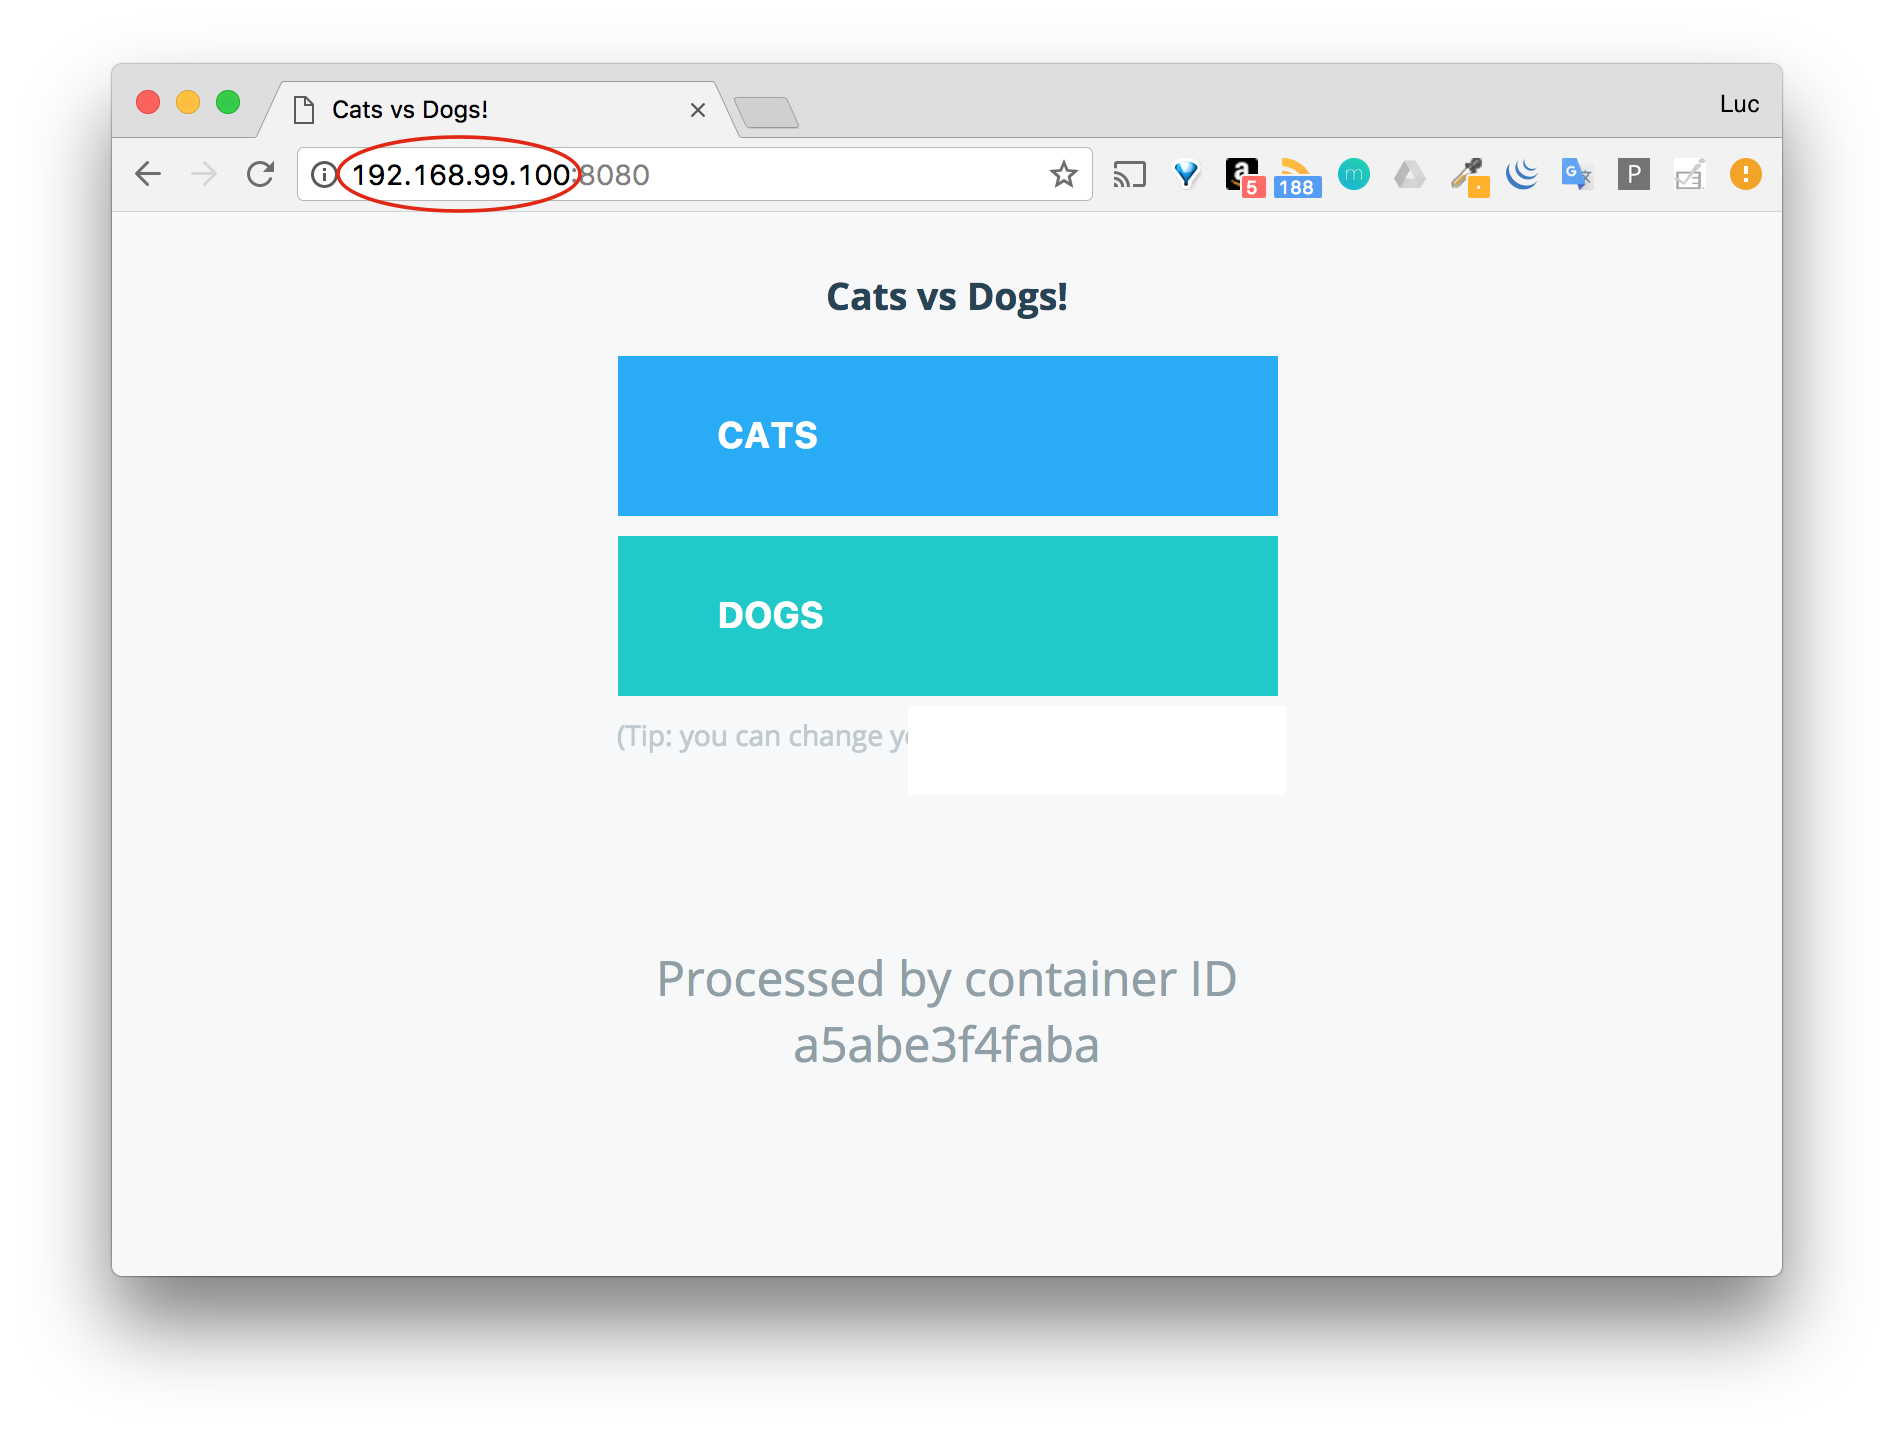 Cats vs Dogs!
Luc
192.168.99.100:8080
a
5
188
m
G
P
Cats vs Dogs!
CATS
DOGS
(Tip: you can change
Processed by container ID
a5abe3f4faba